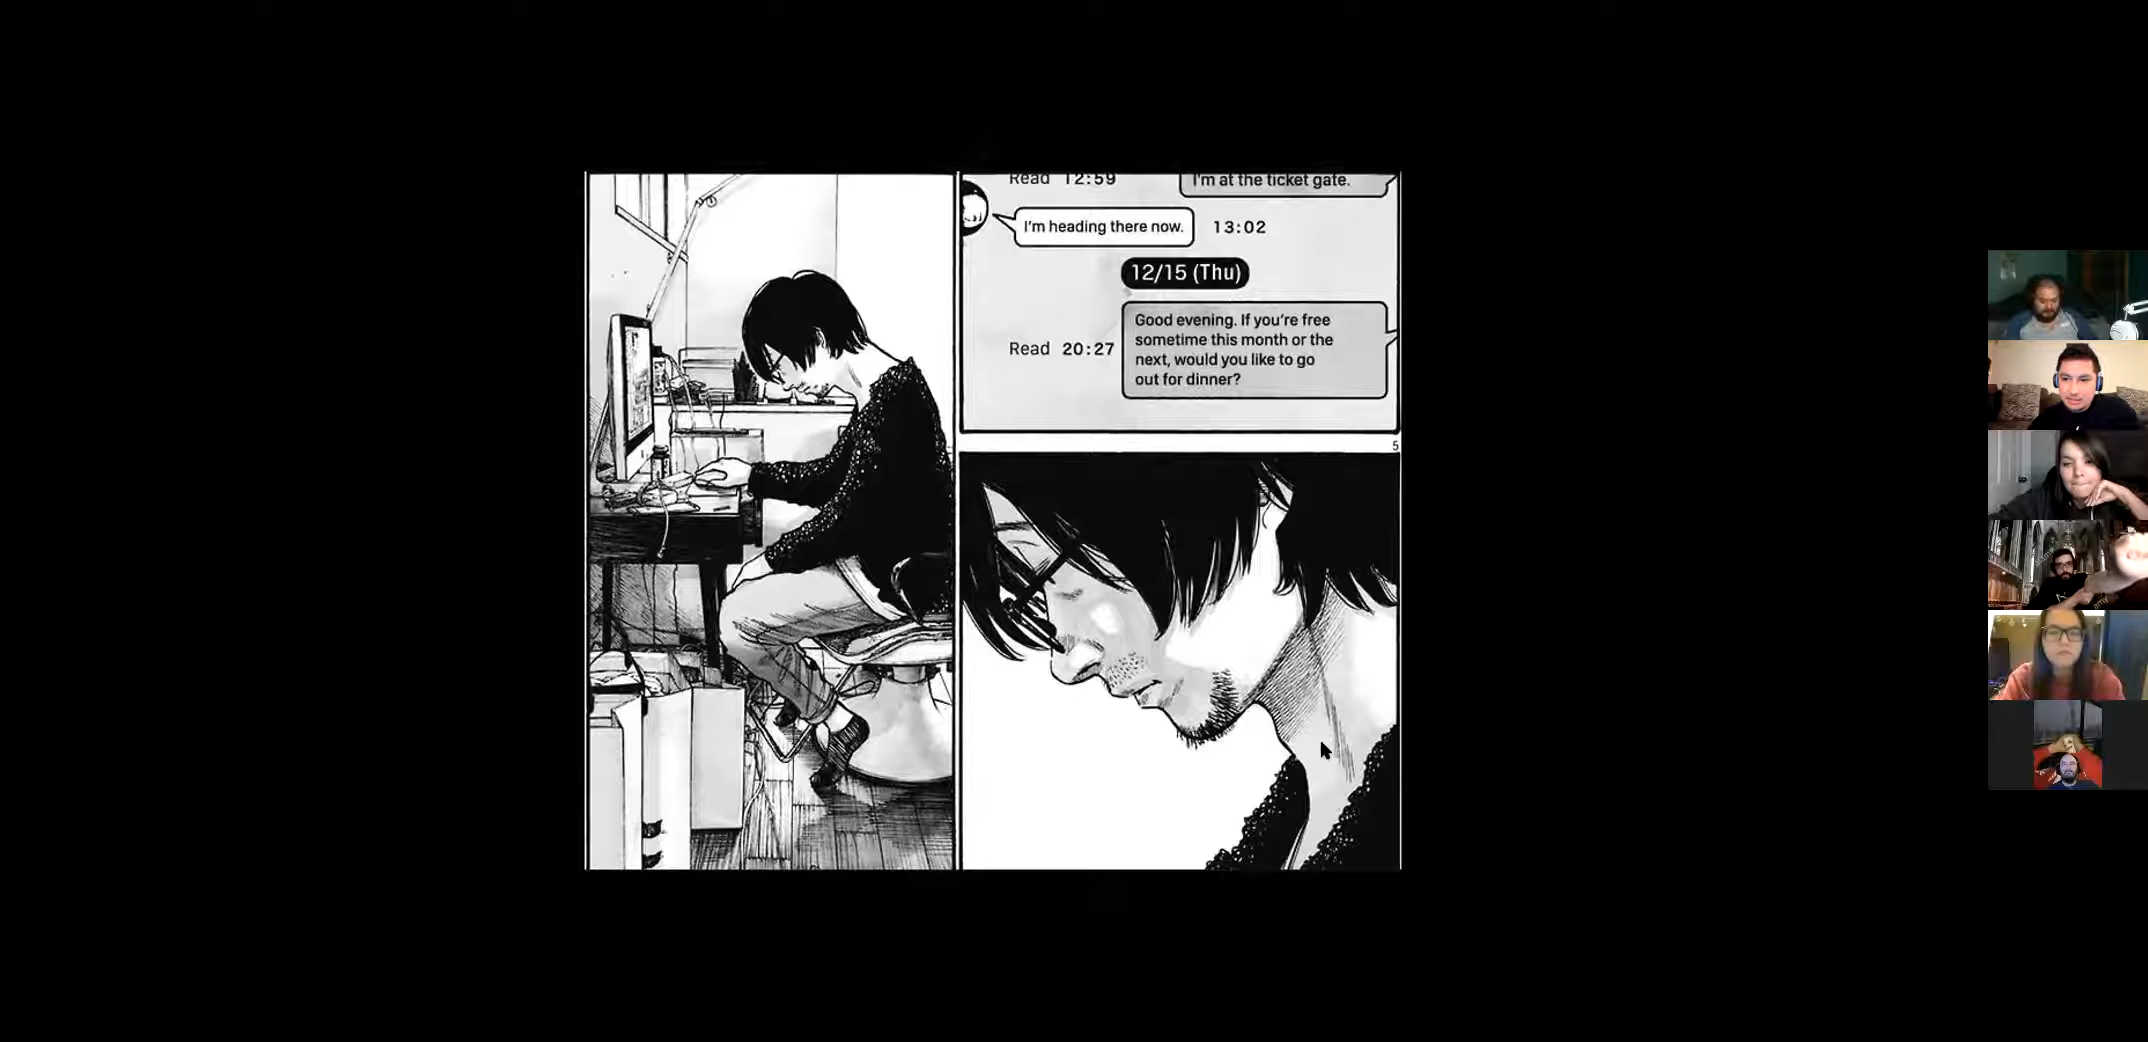 Read 12:59
I'm at the ticket gate.
I'm heading there now.
13:02
12/15 (Thu)
Good evening. If you're free
sometime this month or the
next, would you like to go
out for dinner?
Read 20:27
5